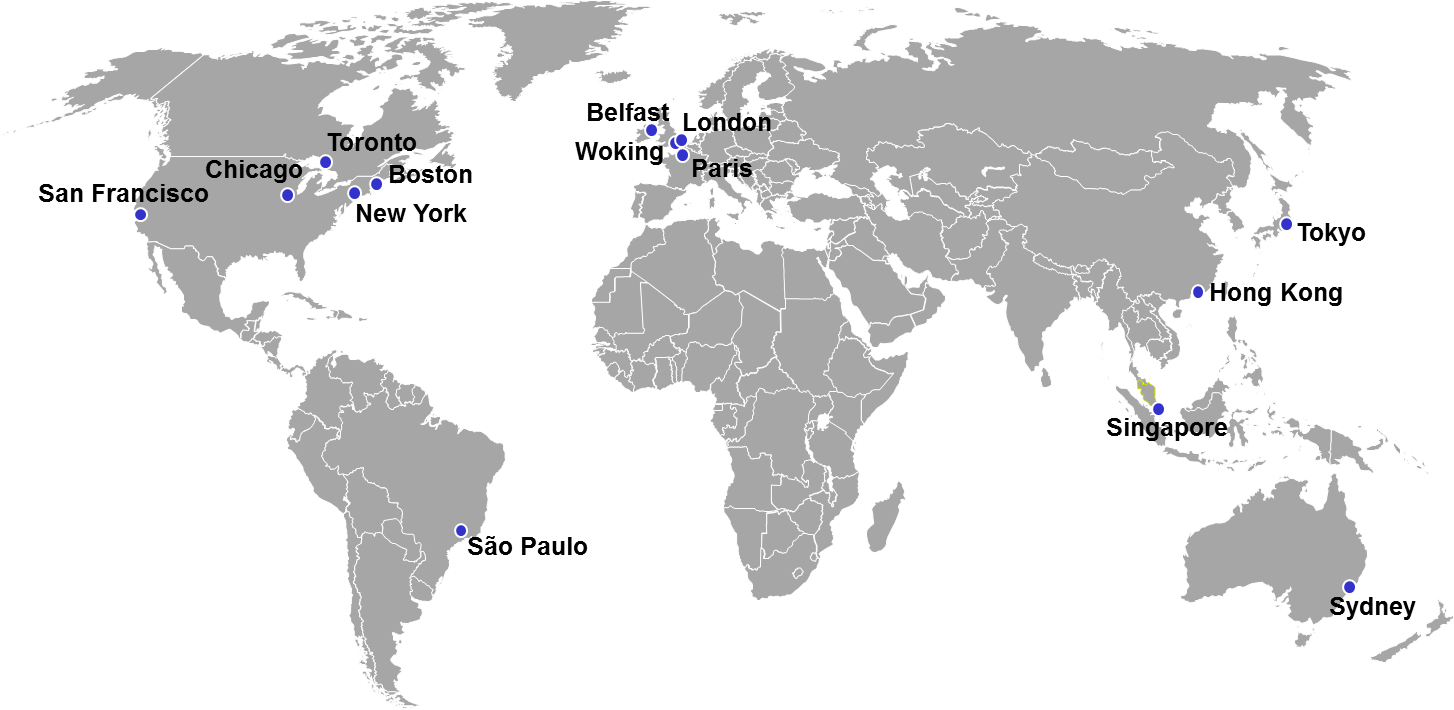 Belfast
London
Toronto
Woking
Chicago
Paris
Boston
San Francisco
New York
Tokyo
Hong Kong
Singapore
São Paulo
Sydney